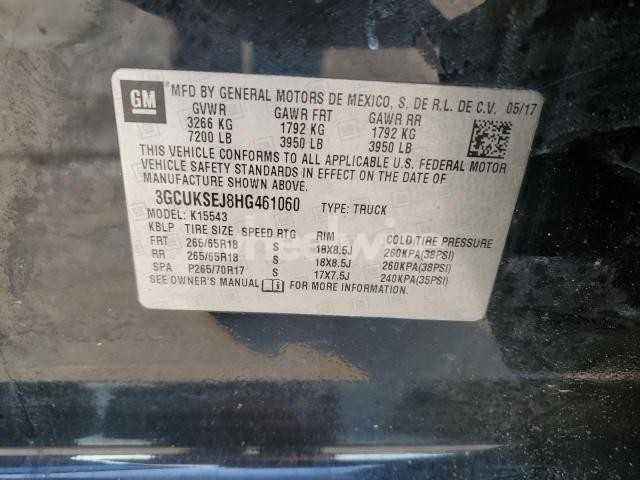 GM
MFD BY GENERAL MOTORS DE MEXICO, S. DE R.L. DE C.V. 05/17
GVWR GAWR FRT GAWR RR
3266 KG 1792 KG 1792 KG
7200 LB 3950 LB 3950 LB
THIS VEHICLE CONFORMS TO ALL APPLICABLE U.S. FEDERAL MOTOR
VEHICLE SAFETY STANDARDS IN EFFECT ON THE DATE OF
MANUFACTURE SHOWN ABOVE.
3GCUKSEJ8HG461060 TYPE: TRUCK
MODEL: K15543
KBLP TIRE SIZE SPEED RTG RIM COLD TIRE PRESSURE
FRT 265/65R18 S 18X8.5J 260KPA(38PSI)
RR 265/65R18 S 18X8.5J 260KPA(38PSI)
SPA P265/70R17 S 17X7.5J 240KPA(35PSI)
SEE OWNER'S MANUAL FOR MORE INFORMATION.